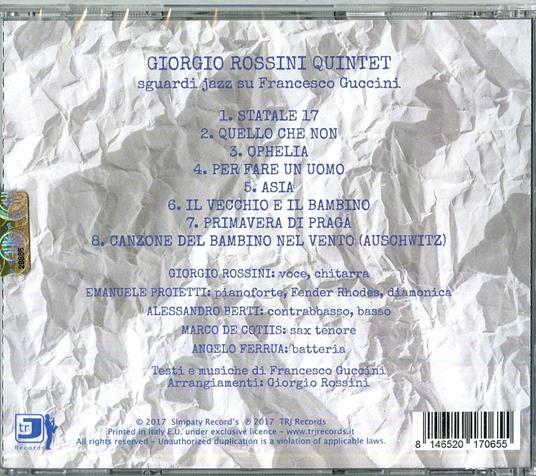 GIORGIO ROSSINI QUINTET
sguardi jazz su Francesco Guccini
1. STATALE 17
2. QUELLO CHE NON
3. OPHELIA
4. PER FARE UN UOMO
5. ASIA
6. IL VECCHIO E IL BAMBINO
7. PRIMAVERA DI PRAGA
8. CANZONE DEL BAMBINO NEL VENTO (AUSCHWITZ)
GIORGIO ROSSINI: voce, chitarra
EMANUELE PROIETTI: pianoforte, Fender Rhodes, diamonica
ALESSANDRO BERTI: contrabbasso, basso
MARCO DE COTIIS: sax tenore
ANGELO FERRUA: batteria
Testi e musiche di Francesco Guccini
Arrangiamenti: Giorgio Rossini
© 2017 Simpaty Record's ℗ 2017 TRJ Records
Printed in Italy E.U. under exclusive licence - www.trjrecords.it
All rights reserved - Unauthorized duplication is a violation of applicable laws.
trj
Records
8 146520 170655